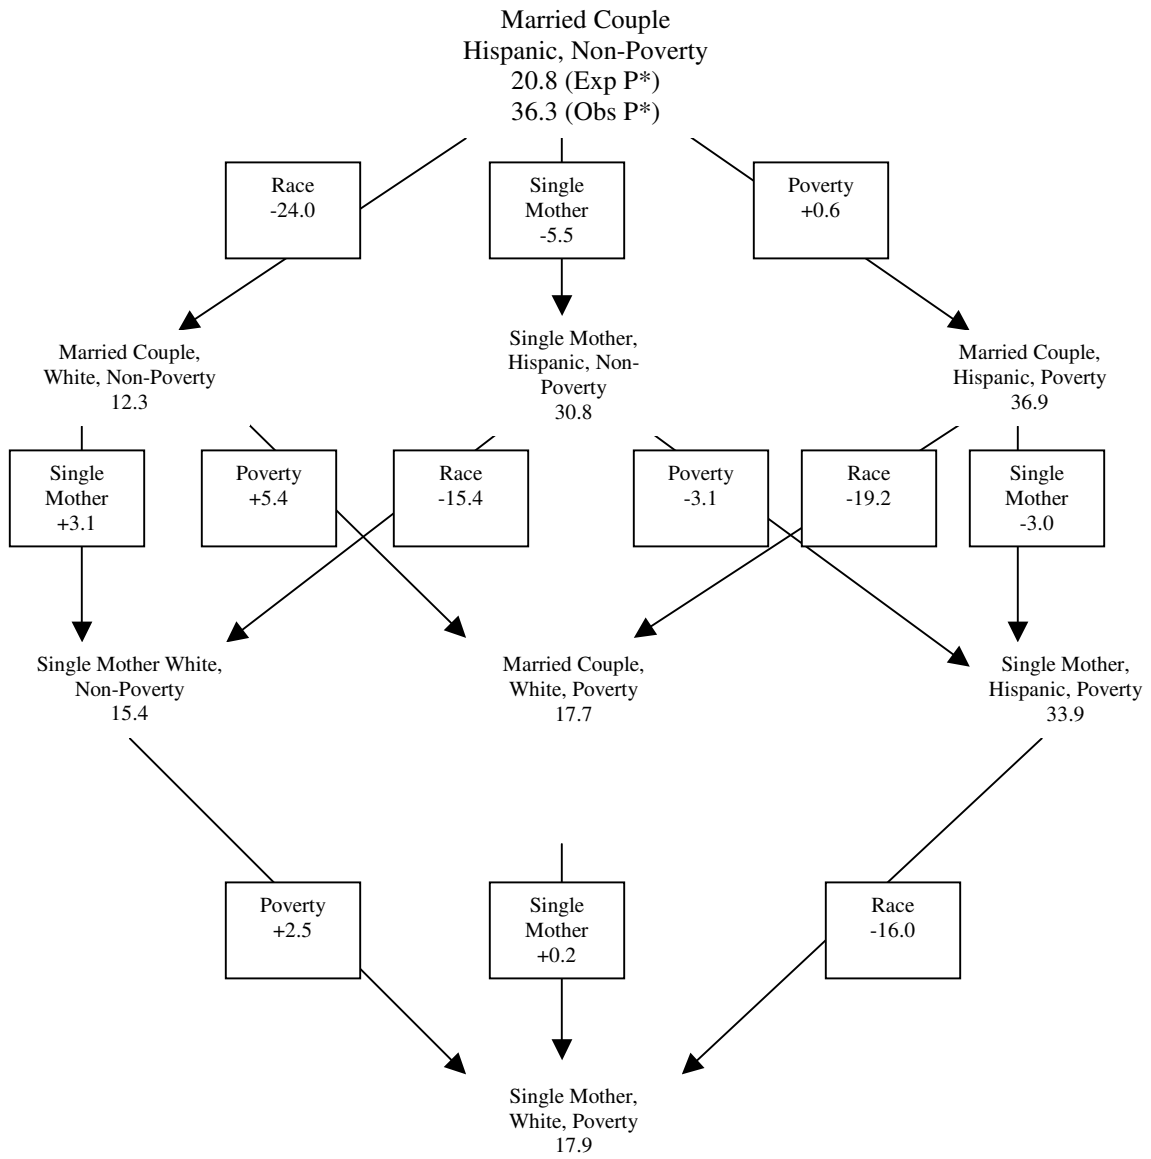 Married Couple
Hispanic, Non-Poverty
20.8 (Exp P*)
36.3 (Obs P*)
Race
-24.0
Single
Mother
-5.5
Poverty
+0.6
Married Couple,
White, Non-Poverty
12.3
Single Mother,
Hispanic, Non-
Poverty
30.8
Married Couple,
Hispanic, Poverty
36.9
Single
Mother
+3.1
Poverty
+5.4
Race
-15.4
Poverty
-3.1
Race
-19.2
Single
Mother
-3.0
Single Mother White,
Non-Poverty
15.4
Married Couple,
White, Poverty
17.7
Single Mother,
Hispanic, Poverty
33.9
Poverty
+2.5
Single
Mother
+0.2
Race
-16.0
Single Mother,
White, Poverty
17.9